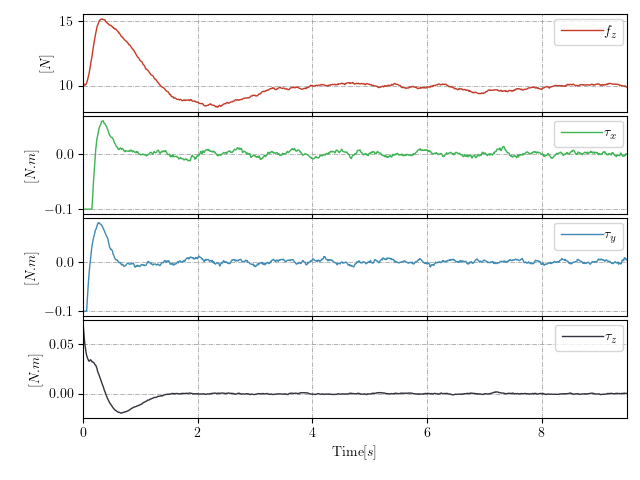 15
10
[N]
f_z
0.0
−0.1
[N.m]
τ_x
0.0
−0.1
[N.m]
τ_y
0.05
0.00
[N.m]
τ_z
0 2 4 6 8
Time[s]